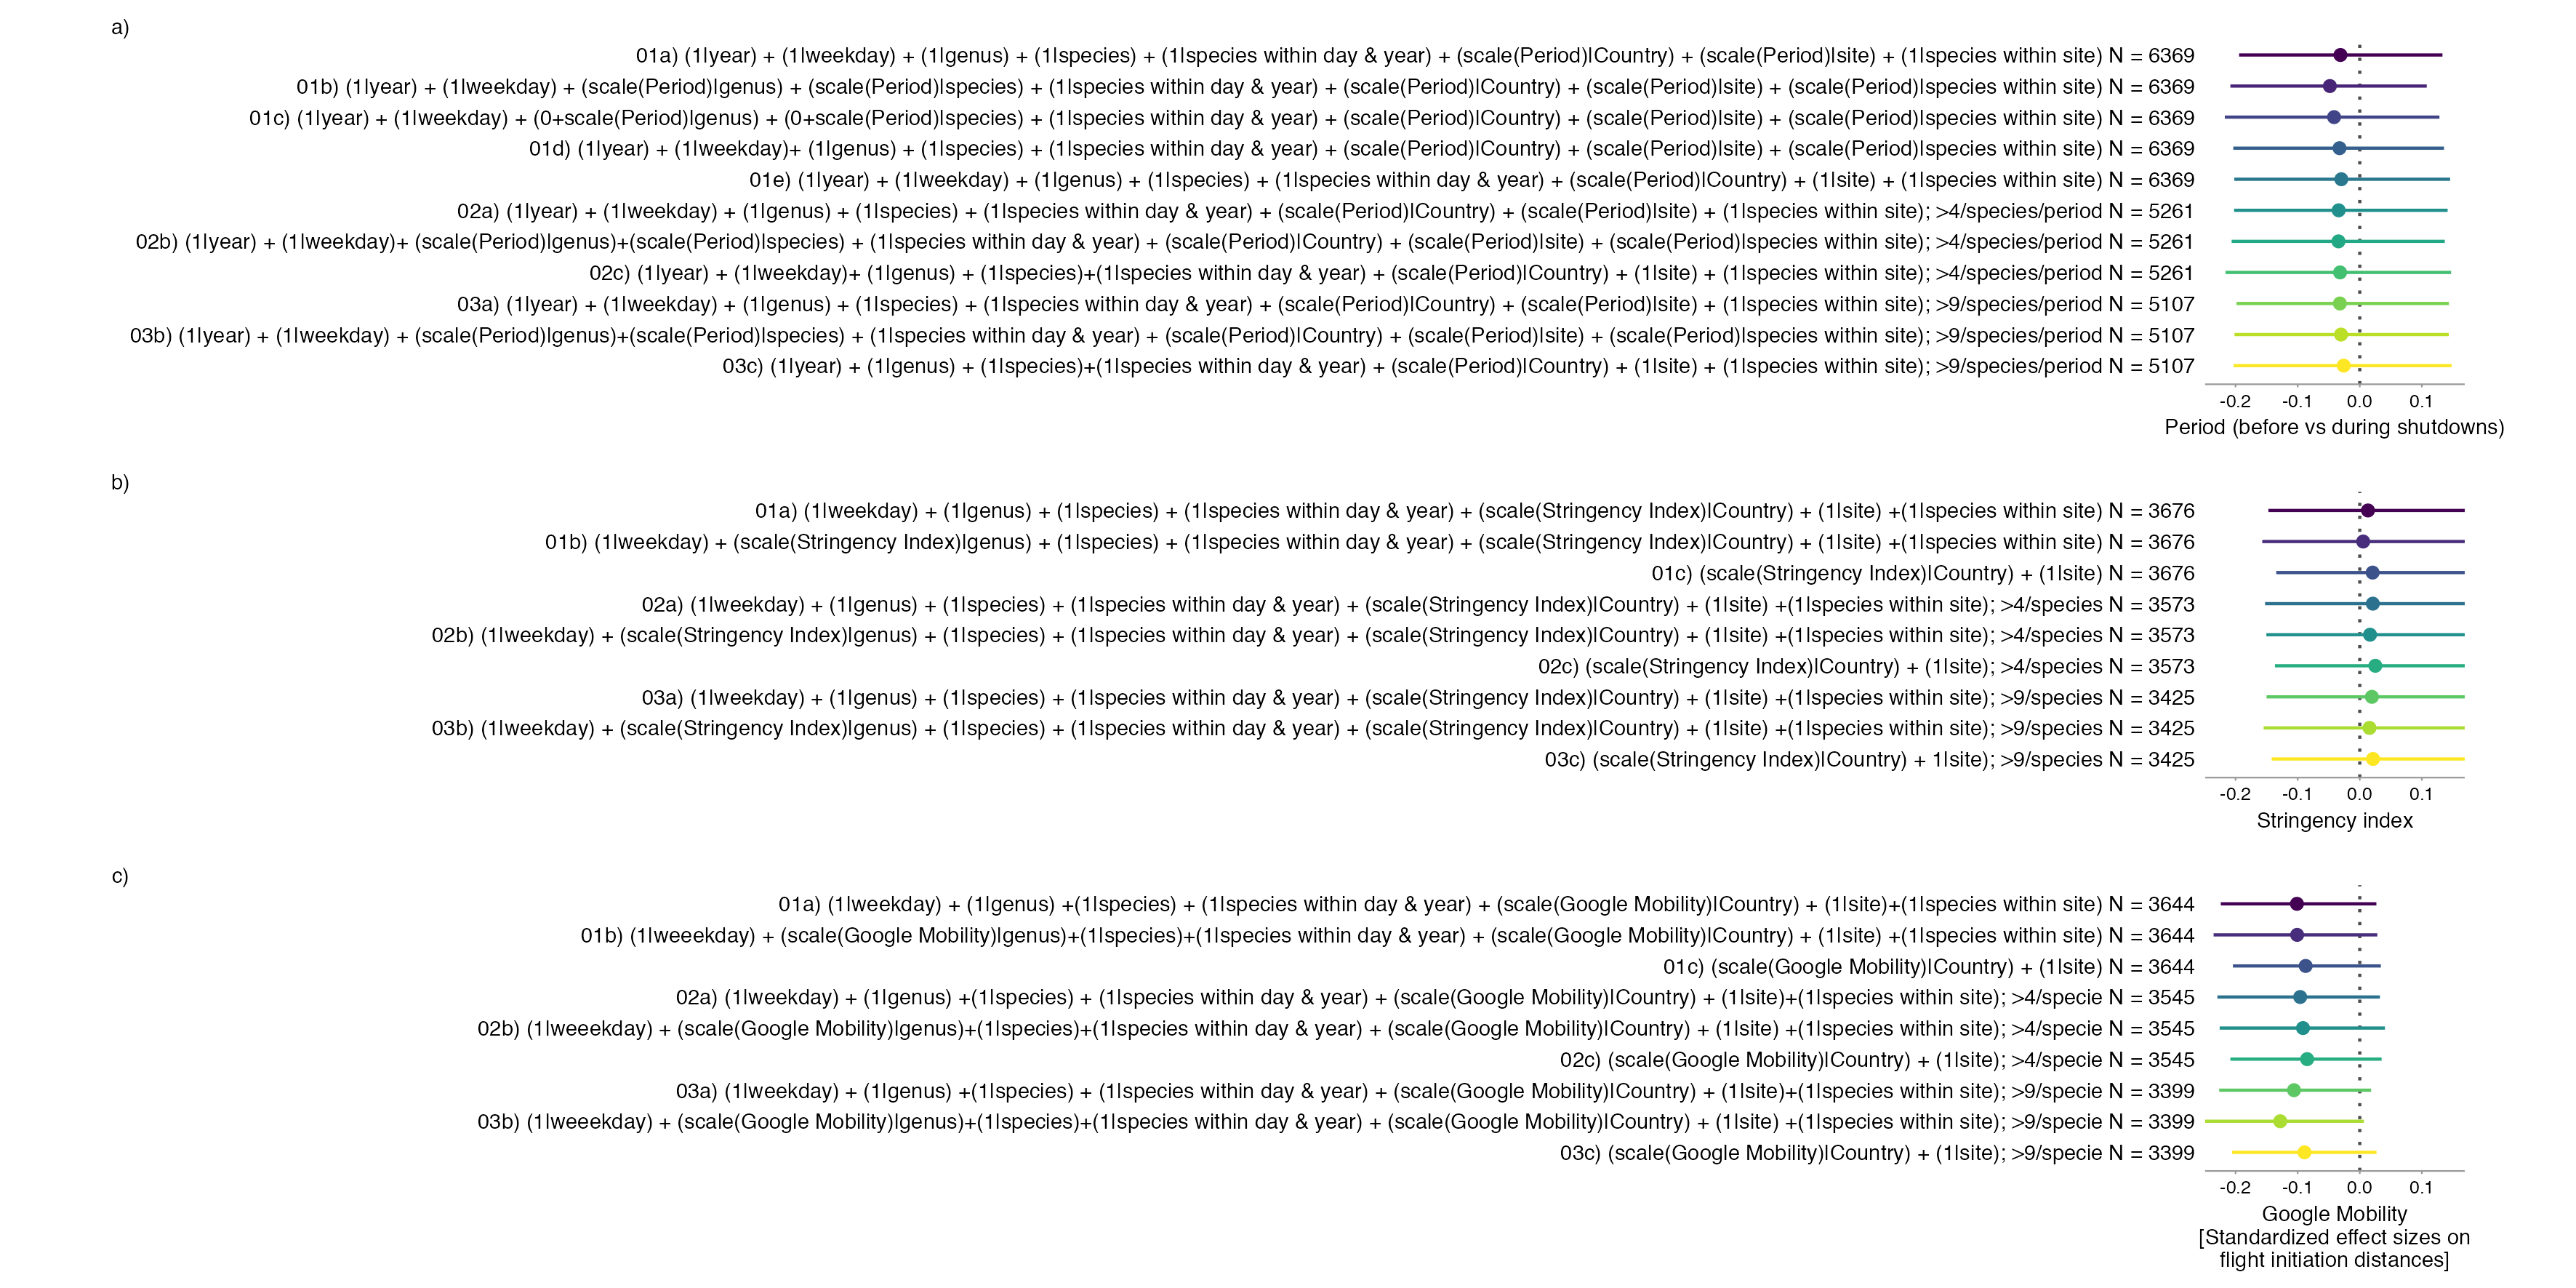 a)
01a) (1|year) + (1|weekday) + (1|genus) + (1|species) + (1|species within day & year) + (scale(Period)|Country) + (scale(Period)|site) + (1|species within site) N = 6369
01b) (1|year) + (1|weekday) + (scale(Period)|genus) + (scale(Period)|species) + (1|species within day & year) + (scale(Period)|Country) + (scale(Period)|site) + (scale(Period)|species within site) N = 6369
01c) (1|year) + (1|weekday) + (0+scale(Period)|genus) + (0+scale(Period)|species) + (1|species within day & year) + (scale(Period)|Country) + (scale(Period)|site) + (scale(Period)|species within site) N = 6369
01d) (1|year) + (1|weekday)+ (1|genus) + (1|species) + (1|species within day & year) + (scale(Period)|Country) + (scale(Period)|site) + (scale(Period)|species within site) N = 6369
01e) (1|year) + (1|weekday) + (1|genus) + (1|species) + (1|species within day & year) + (scale(Period)|Country) + (1|site) + (1|species within site) N = 6369
02a) (1|year) + (1|weekday) + (1|genus) + (1|species) + (1|species within day & year) + (scale(Period)|Country) + (scale(Period)|site) + (1|species within site); >4/species/period N = 5261
02b) (1|year) + (1|weekday)+ (scale(Period)|genus)+(scale(Period)|species) + (1|species within day & year) + (scale(Period)|Country) + (scale(Period)|site) + (scale(Period)|species within site); >4/species/period N = 5261
02c) (1|year) + (1|weekday)+ (1|genus) + (1|species)+(1|species within day & year) + (scale(Period)|Country) + (1|site) + (1|species within site); >4/species/period N = 5261
03a) (1|year) + (1|weekday) + (1|genus) + (1|species) + (1|species within day & year) + (scale(Period)|Country) + (scale(Period)|site) + (1|species within site); >9/species/period N = 5107
03b) (1|year) + (1|weekday) + (scale(Period)|genus)+(scale(Period)|species) + (1|species within day & year) + (scale(Period)|Country) + (scale(Period)|site) + (scale(Period)|species within site); >9/species/period N = 5107
03c) (1|year) + (1|genus) + (1|species)+(1|species within day & year) + (scale(Period)|Country) + (1|site) + (1|species within site); >9/species/period N = 5107
-0.2 -0.1 0.0 0.1
Period (before vs during shutdowns)
b)
01a) (1|weekday) + (1|genus) + (1|species) + (1|species within day & year) + (scale(Stringency Index)|Country) + (1|site) +(1|species within site) N = 3676
01b) (1|weekday) + (scale(Stringency Index)|genus) + (1|species) + (1|species within day & year) + (scale(Stringency Index)|Country) + (1|site) +(1|species within site) N = 3676
01c) (scale(Stringency Index)|Country) + (1|site) N = 3676
02a) (1|weekday) + (1|genus) + (1|species) + (1|species within day & year) + (scale(Stringency Index)|Country) + (1|site) +(1|species within site); >4/species N = 3573
02b) (1|weekday) + (scale(Stringency Index)|genus) + (1|species) + (1|species within day & year) + (scale(Stringency Index)|Country) + (1|site) +(1|species within site); >4/species N = 3573
02c) (scale(Stringency Index)|Country) + (1|site); >4/species N = 3573
03a) (1|weekday) + (1|genus) + (1|species) + (1|species within day & year) + (scale(Stringency Index)|Country) + (1|site) +(1|species within site); >9/species N = 3425
03b) (1|weekday) + (scale(Stringency Index)|genus) + (1|species) + (1|species within day & year) + (scale(Stringency Index)|Country) + (1|site) +(1|species within site); >9/species N = 3425
03c) (scale(Stringency Index)|Country) + 1|site); >9/species N = 3425
-0.2 -0.1 0.0 0.1
Stringency index
c)
01a) (1|weekday) + (1|genus) +(1|species) + (1|species within day & year) + (scale(Google Mobility)|Country) + (1|site)+(1|species within site) N = 3644
01b) (1|weeekday) + (scale(Google Mobility)|genus)+(1|species)+(1|species within day & year) + (scale(Google Mobility)|Country) + (1|site) +(1|species within site) N = 3644
01c) (scale(Google Mobility)|Country) + (1|site) N = 3644
02a) (1|weekday) + (1|genus) +(1|species) + (1|species within day & year) + (scale(Google Mobility)|Country) + (1|site)+(1|species within site); >4/specie N = 3545
02b) (1|weeekday) + (scale(Google Mobility)|genus)+(1|species)+(1|species within day & year) + (scale(Google Mobility)|Country) + (1|site) +(1|species within site); >4/specie N = 3545
02c) (scale(Google Mobility)|Country) + (1|site); >4/specie N = 3545
03a) (1|weekday) + (1|genus) +(1|species) + (1|species within day & year) + (scale(Google Mobility)|Country) + (1|site)+(1|species within site); >9/specie N = 3399
03b) (1|weeekday) + (scale(Google Mobility)|genus)+(1|species)+(1|species within day & year) + (scale(Google Mobility)|Country) + (1|site) +(1|species within site); >9/specie N = 3399
03c) (scale(Google Mobility)|Country) + (1|site); >9/specie N = 3399
-0.2 -0.1 0.0 0.1
Google Mobility
[Standardized effect sizes on
flight initiation distances]